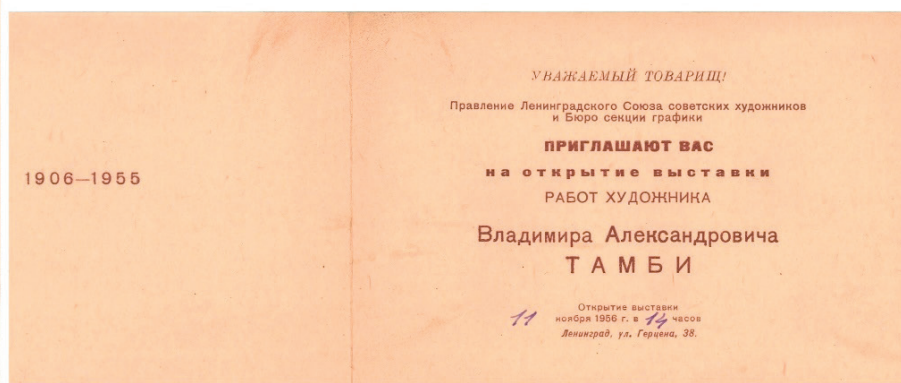 1906—1955
УВАЖАЕМЫЙ ТОВАРИЩ!
Правление Ленинградского Союза советских художников
и Бюро секции графики
ПРИГЛАШАЮТ ВАС
на открытие выставки
РАБОТ ХУДОЖНИКА
Владимира Александровича
ТАМБИ
Открытие выставки
11 ноября 1956 г. в 14 часов
Ленинград, ул. Герцена, 38.